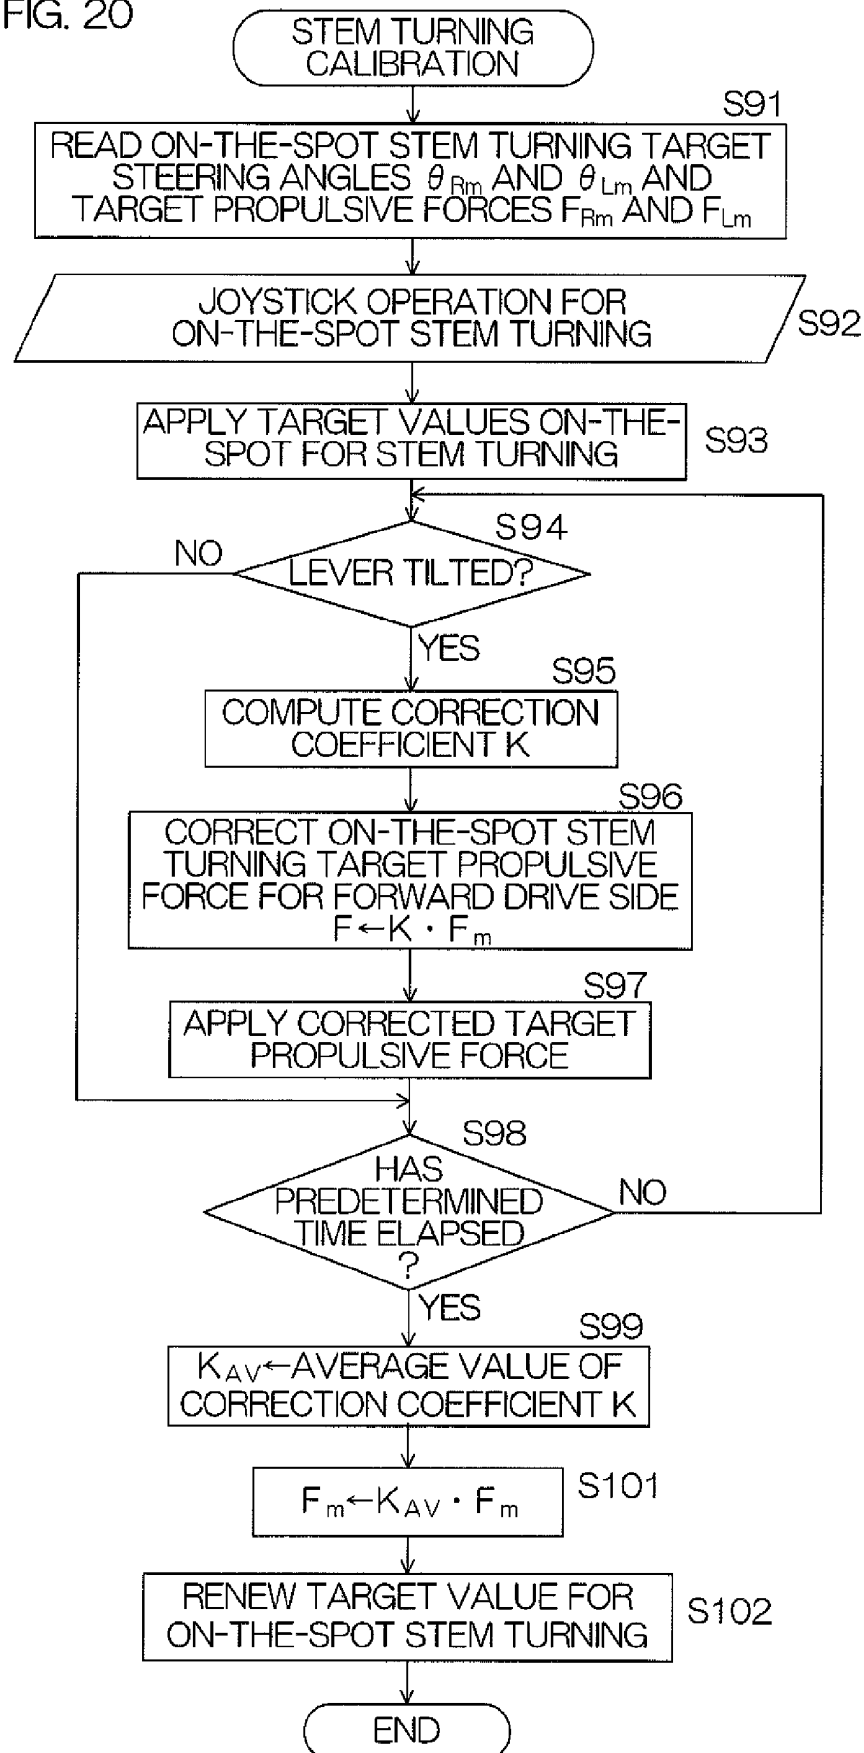 FIG. 20
STEM TURNING
CALIBRATION
S91
READ ON-THE-SPOT STEM TURNING TARGET
STEERING ANGLES θRm AND θLm AND
TARGET PROPULSIVE FORCES FRm AND FLm
JOYSTICK OPERATION FOR
ON-THE-SPOT STEM TURNING
S92
APPLY TARGET VALUES ON-THE-
SPOT FOR STEM TURNING
S93
S94
NO
LEVER TILTED?
YES
S95
COMPUTE CORRECTION
COEFFICIENT K
S96
CORRECT ON-THE-SPOT STEM
TURNING TARGET PROPULSIVE
FORCE FOR FORWARD DRIVE SIDE
F←K · Fm
S97
APPLY CORRECTED TARGET
PROPULSIVE FORCE
S98
HAS
PREDETERMINED
TIME ELAPSED
?
NO
YES
S99
KAV←AVERAGE VALUE OF
CORRECTION COEFFICIENT K
Fm←KAV · Fm
S101
RENEW TARGET VALUE FOR
ON-THE-SPOT STEM TURNING
S102
END